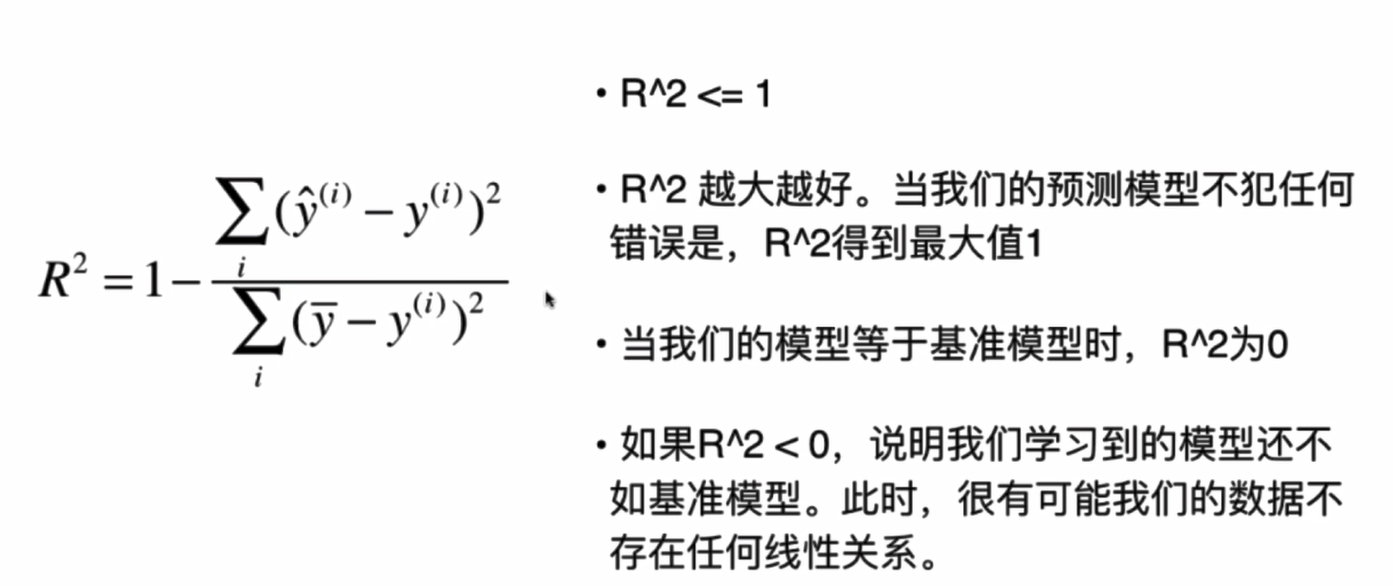 R² = 1 − \frac{\sum_i (\hat{y}^{(i)} − y^{(i)})^2}{\sum_i (\overline{y} − y^{(i)})^2}
• R^2 <= 1
• R^2 越大越好。当我们的预测模型不犯任何
错误是，R^2得到最大值1
• 当我们的模型等于基准模型时，R^2为0
• 如果R^2 < 0，说明我们学习到的模型还不
如基准模型。此时，很有可能我们的数据不
存在任何线性关系。